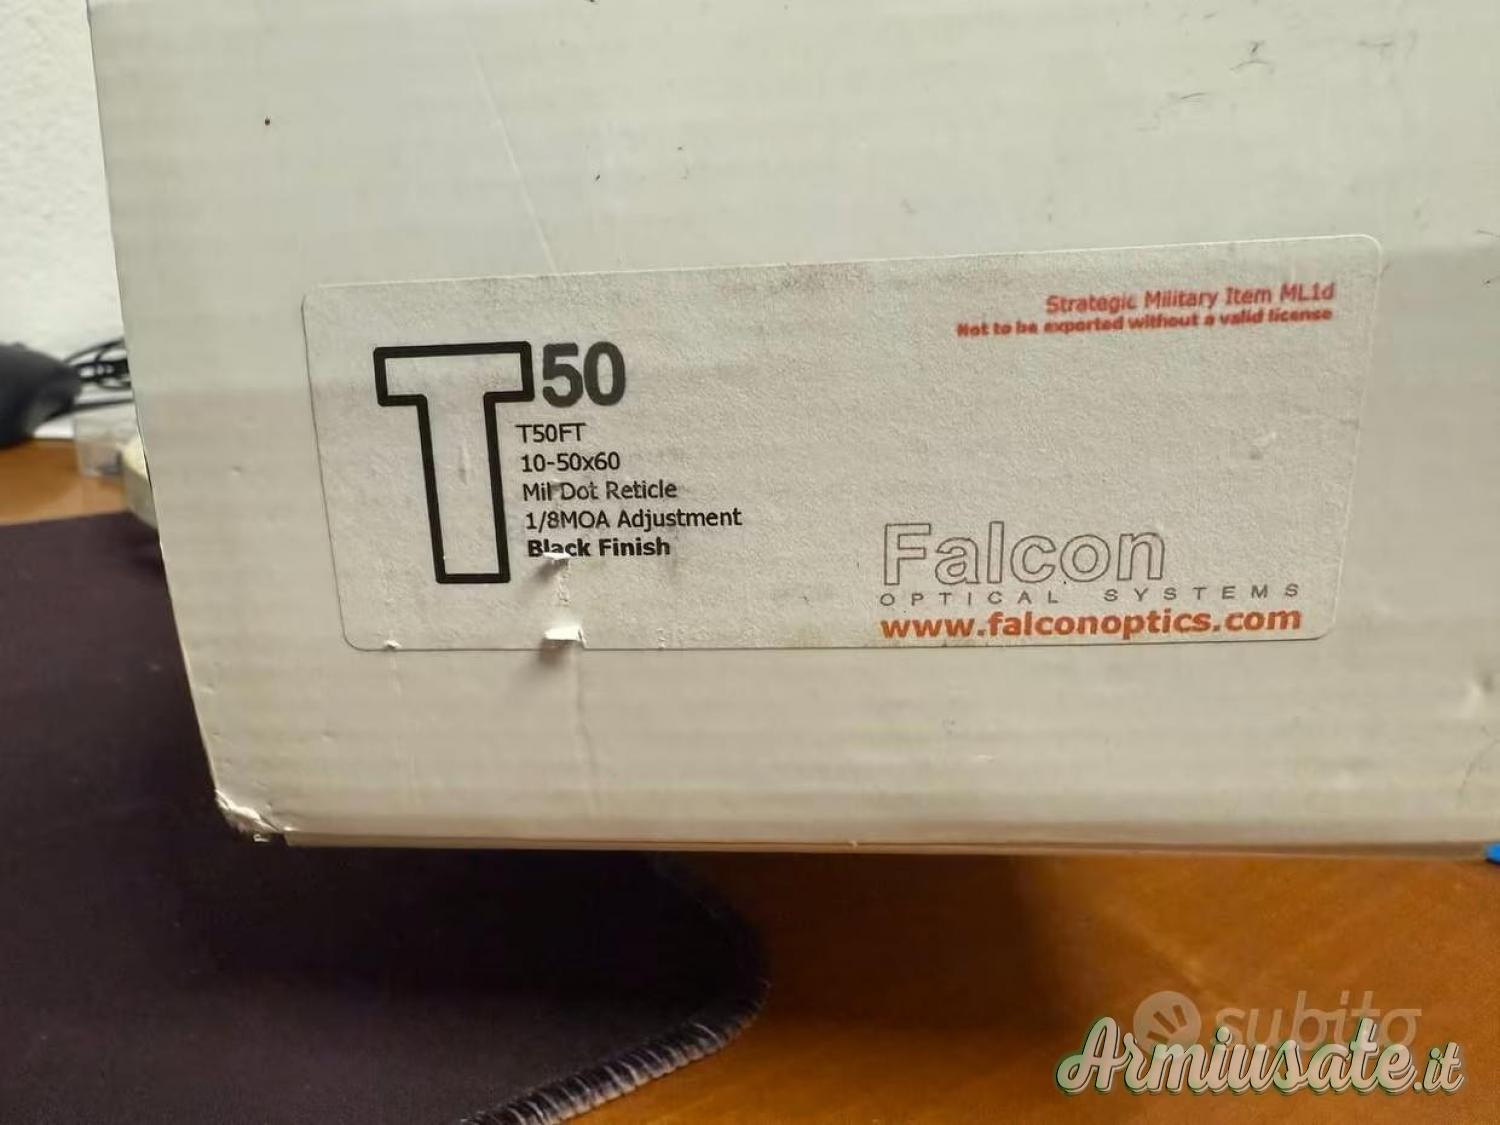 Strategic Military Item ML1d
Not to be exported without a valid license
T50
T50FT
10-50x60
Mil Dot Reticle
1/8MOA Adjustment
Black Finish
Falcon
OPTICAL SYSTEMS
www.falconoptics.com
subito
Armiusate.it